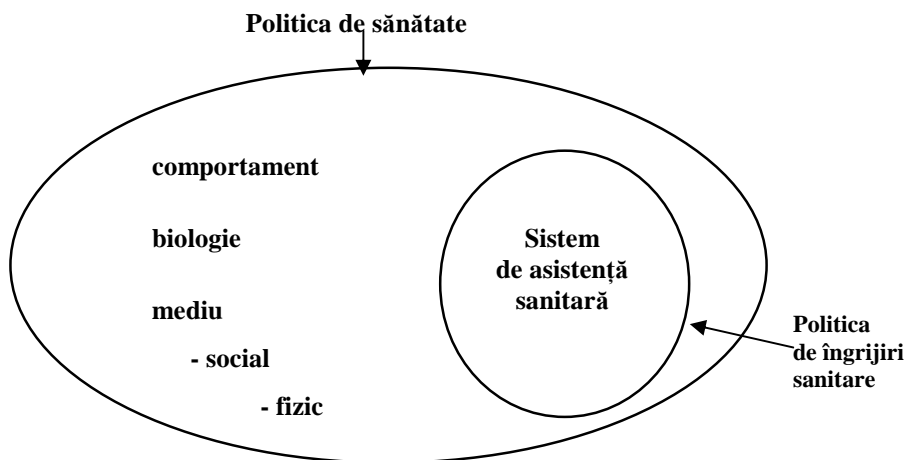 Politica de sănătate
comportament
biologie
mediu
- social
- fizic
Sistem
de asistență
sanitară
Politica
de îngrijiri
sanitare